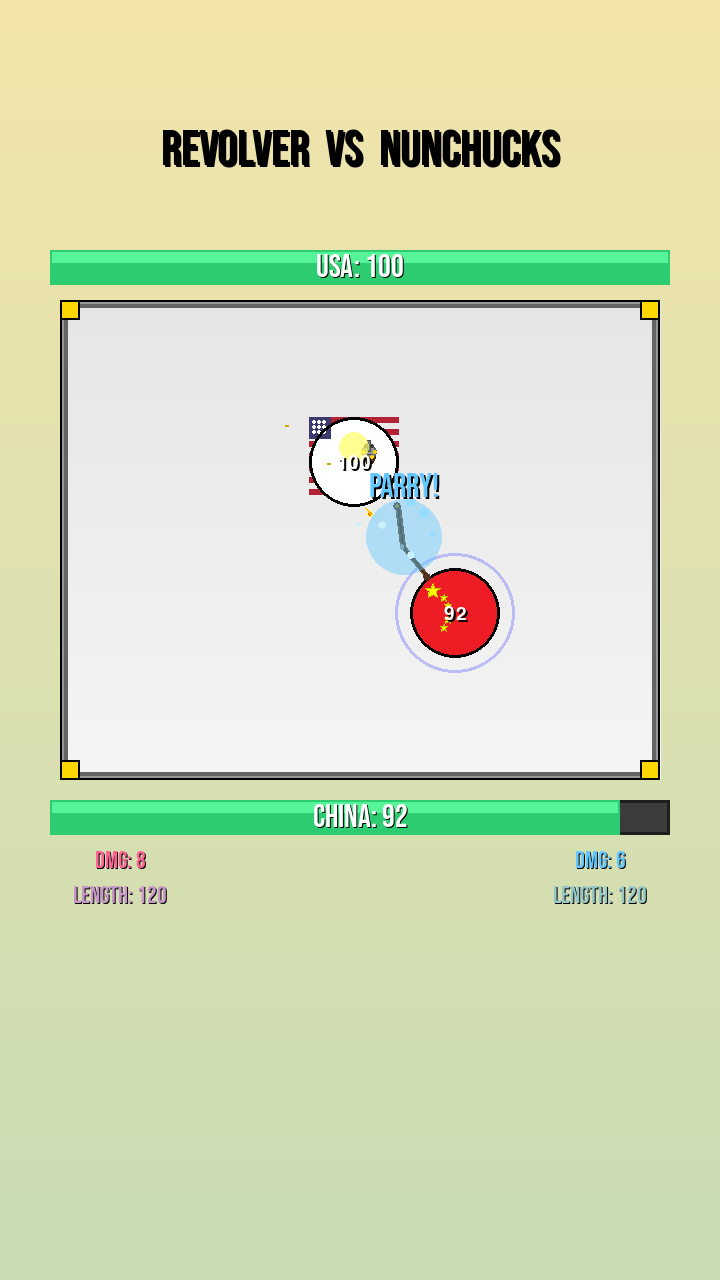 REVOLVER VS NUNCHUCKS
USA: 100
100
PARRY!
92
CHINA: 92
DMG: 8
DMG: 6
LENGTH: 120
LENGTH: 120